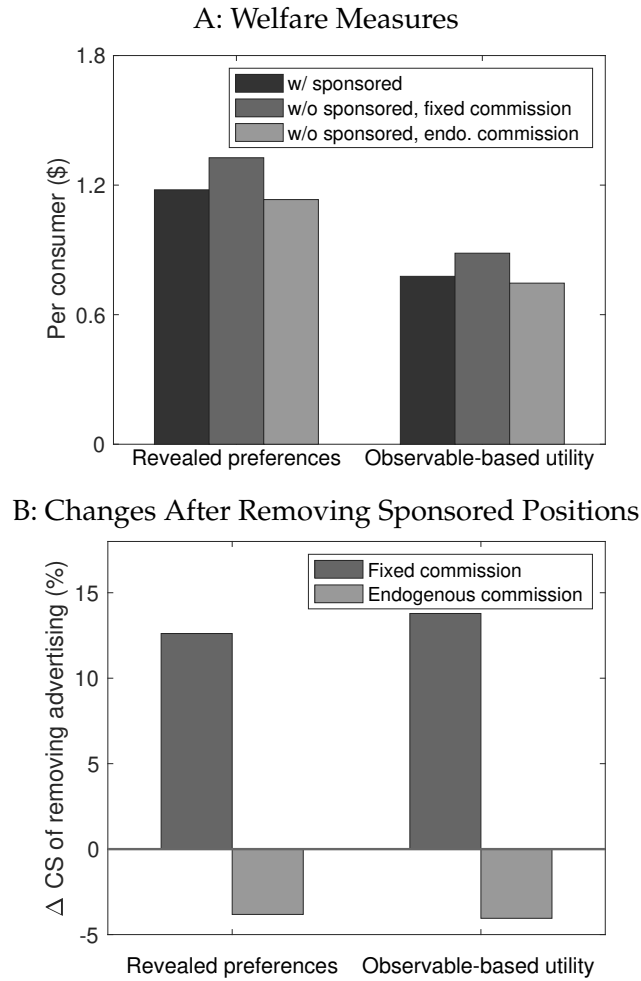 A: Welfare Measures
1.8
1.2
0.6
0
Per consumer ($)
w/ sponsored
w/o sponsored, fixed commission
w/o sponsored, endo. commission
Revealed preferences
Observable-based utility
B: Changes After Removing Sponsored Positions
15
10
5
0
-5
Δ CS of removing advertising (%)
Fixed commission
Endogenous commission
Revealed preferences
Observable-based utility